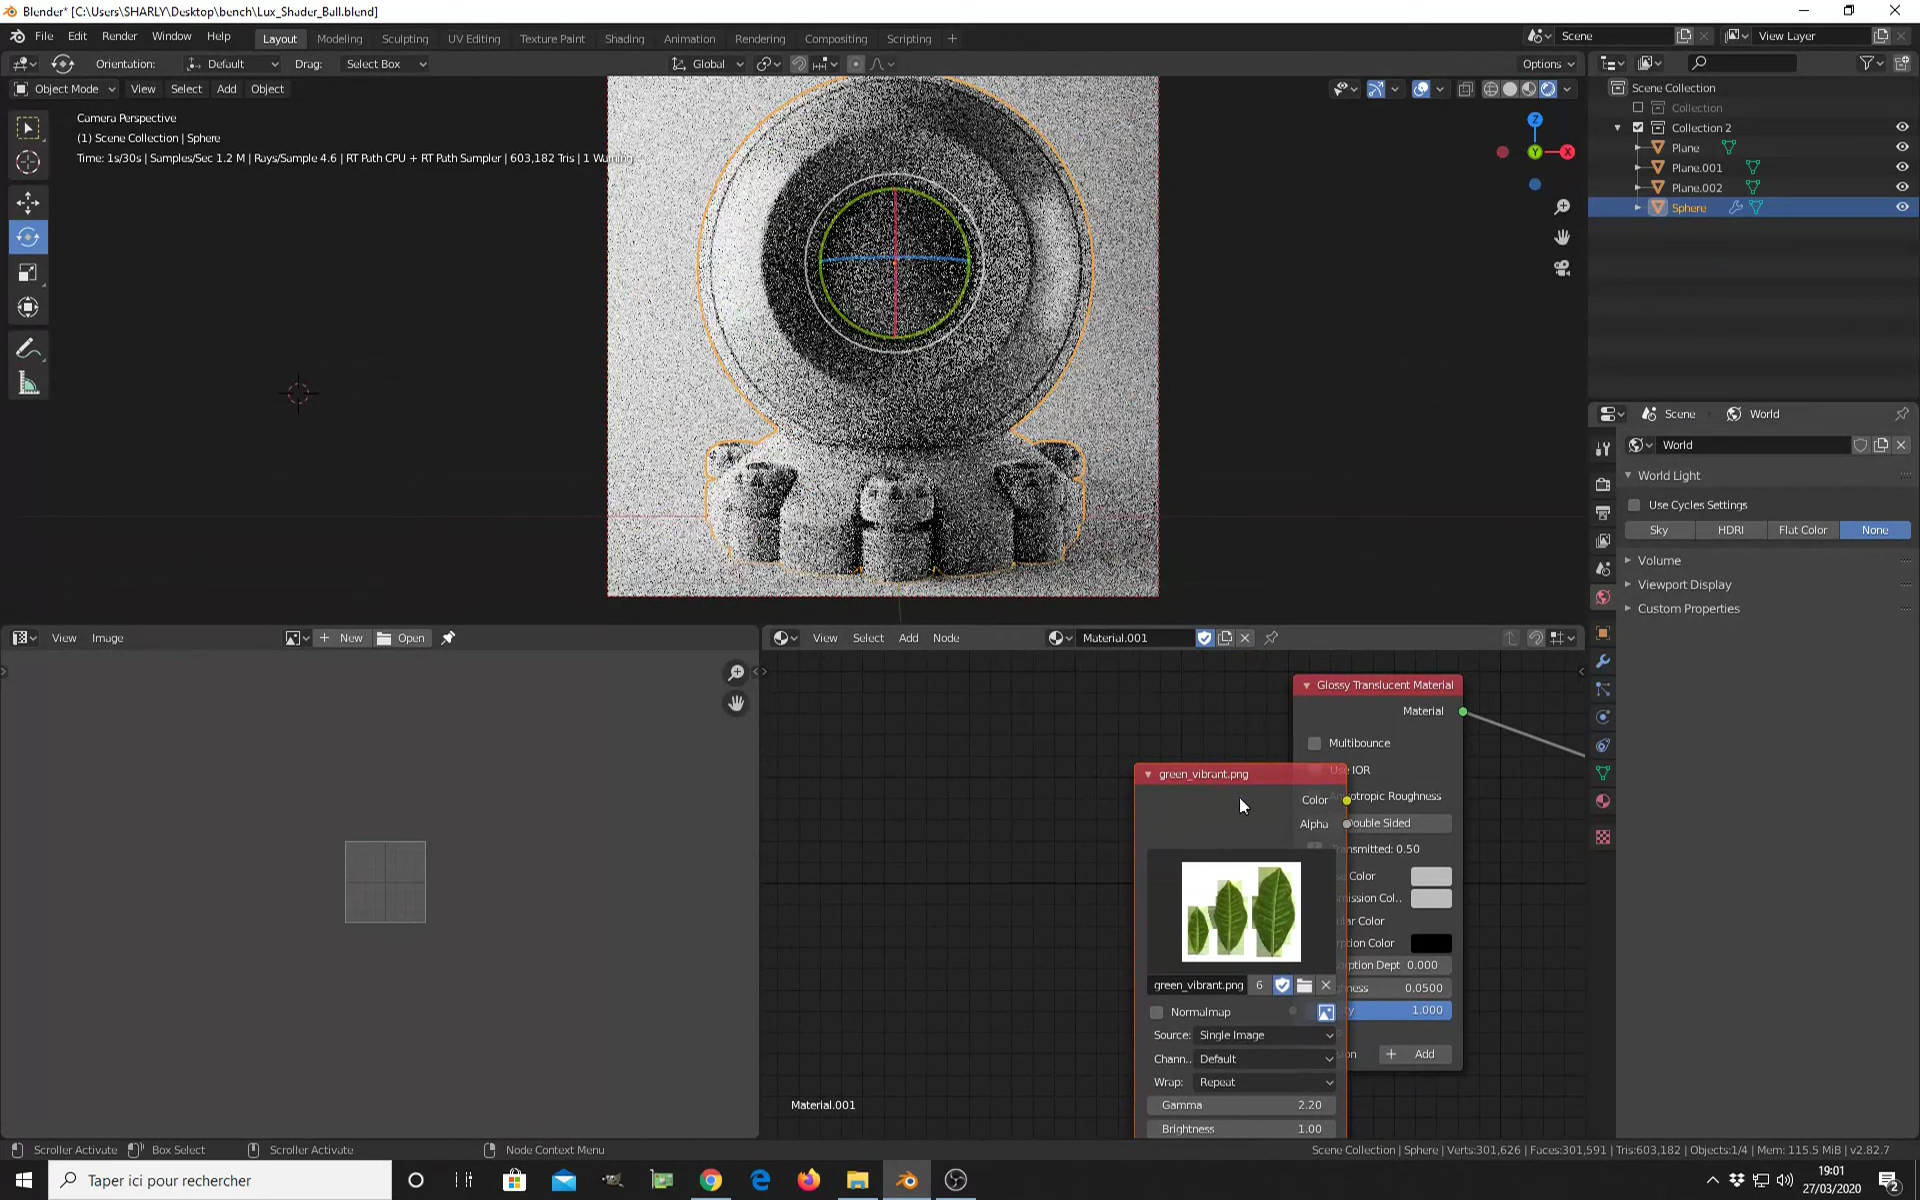 Blender* [C:\Users\SHARLY\Desktop\bench\Lux_Shader_Ball.blend]
File Edit Render Window Help Layout Modeling Sculpting UV Editing Texture Paint Shading Animation Rendering Compositing Scripting + Scene View Layer
Orientation: Default Drag: Select Box Global Options
Object Mode View Select Add Object
Camera Perspective
(1) Scene Collection | Sphere
Time: 1s/30s | Samples/Sec 1.2 M | Rays/Sample 4.6 | RT Path CPU + RT Path Sampler | 603,182 Tris | 1 Warning
Z
Y
X
Scene Collection
Collection
Collection 2
Plane
Plane.001
Plane.002
Sphere
Scene World
World
World Light
Use Cycles Settings
Sky HDRI Flat Color None
Volume
Viewport Display
Custom Properties
View Image + New Open
View Select Add Node Material.001
Glossy Translucent Material
Material
Multibounce
Use IOR
otropic Roughness
Double Sided
Transmitted: 0.50
Color
mission Col..
lar Color
rption Color
rption Dept 0.000
ness 0.0500
1.000
Add
green_vibrant.png
Color
Alpha
green_vibrant.png 6
Normalmap
Source: Single Image
Chann.. Default
Wrap: Repeat
Gamma 2.20
Brightness 1.00
Material.001
Scroller Activate Box Select Scroller Activate Node Context Menu
Scene Collection | Sphere | Verts:301,626 | Faces:301,591 | Tris:603,182 | Objects:1/4 | Mem: 115.5 MiB | v2.82.7
Taper ici pour rechercher
19:01
27/03/2020
2